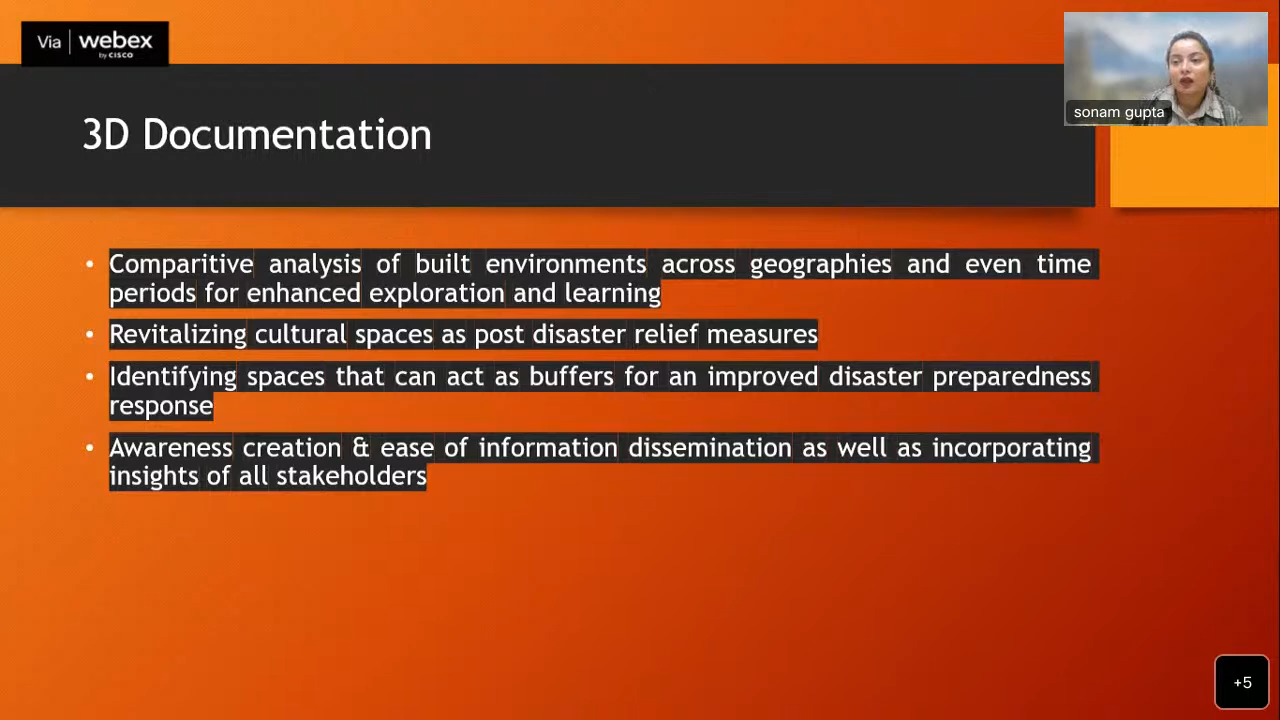 Via webex
by CISCO
sonam gupta
3D Documentation
• Comparitive analysis of built environments across geographies and even time
periods for enhanced exploration and learning
• Revitalizing cultural spaces as post disaster relief measures
• Identifying spaces that can act as buffers for an improved disaster preparedness
response
• Awareness creation & ease of information dissemination as well as incorporating
insights of all stakeholders
+5